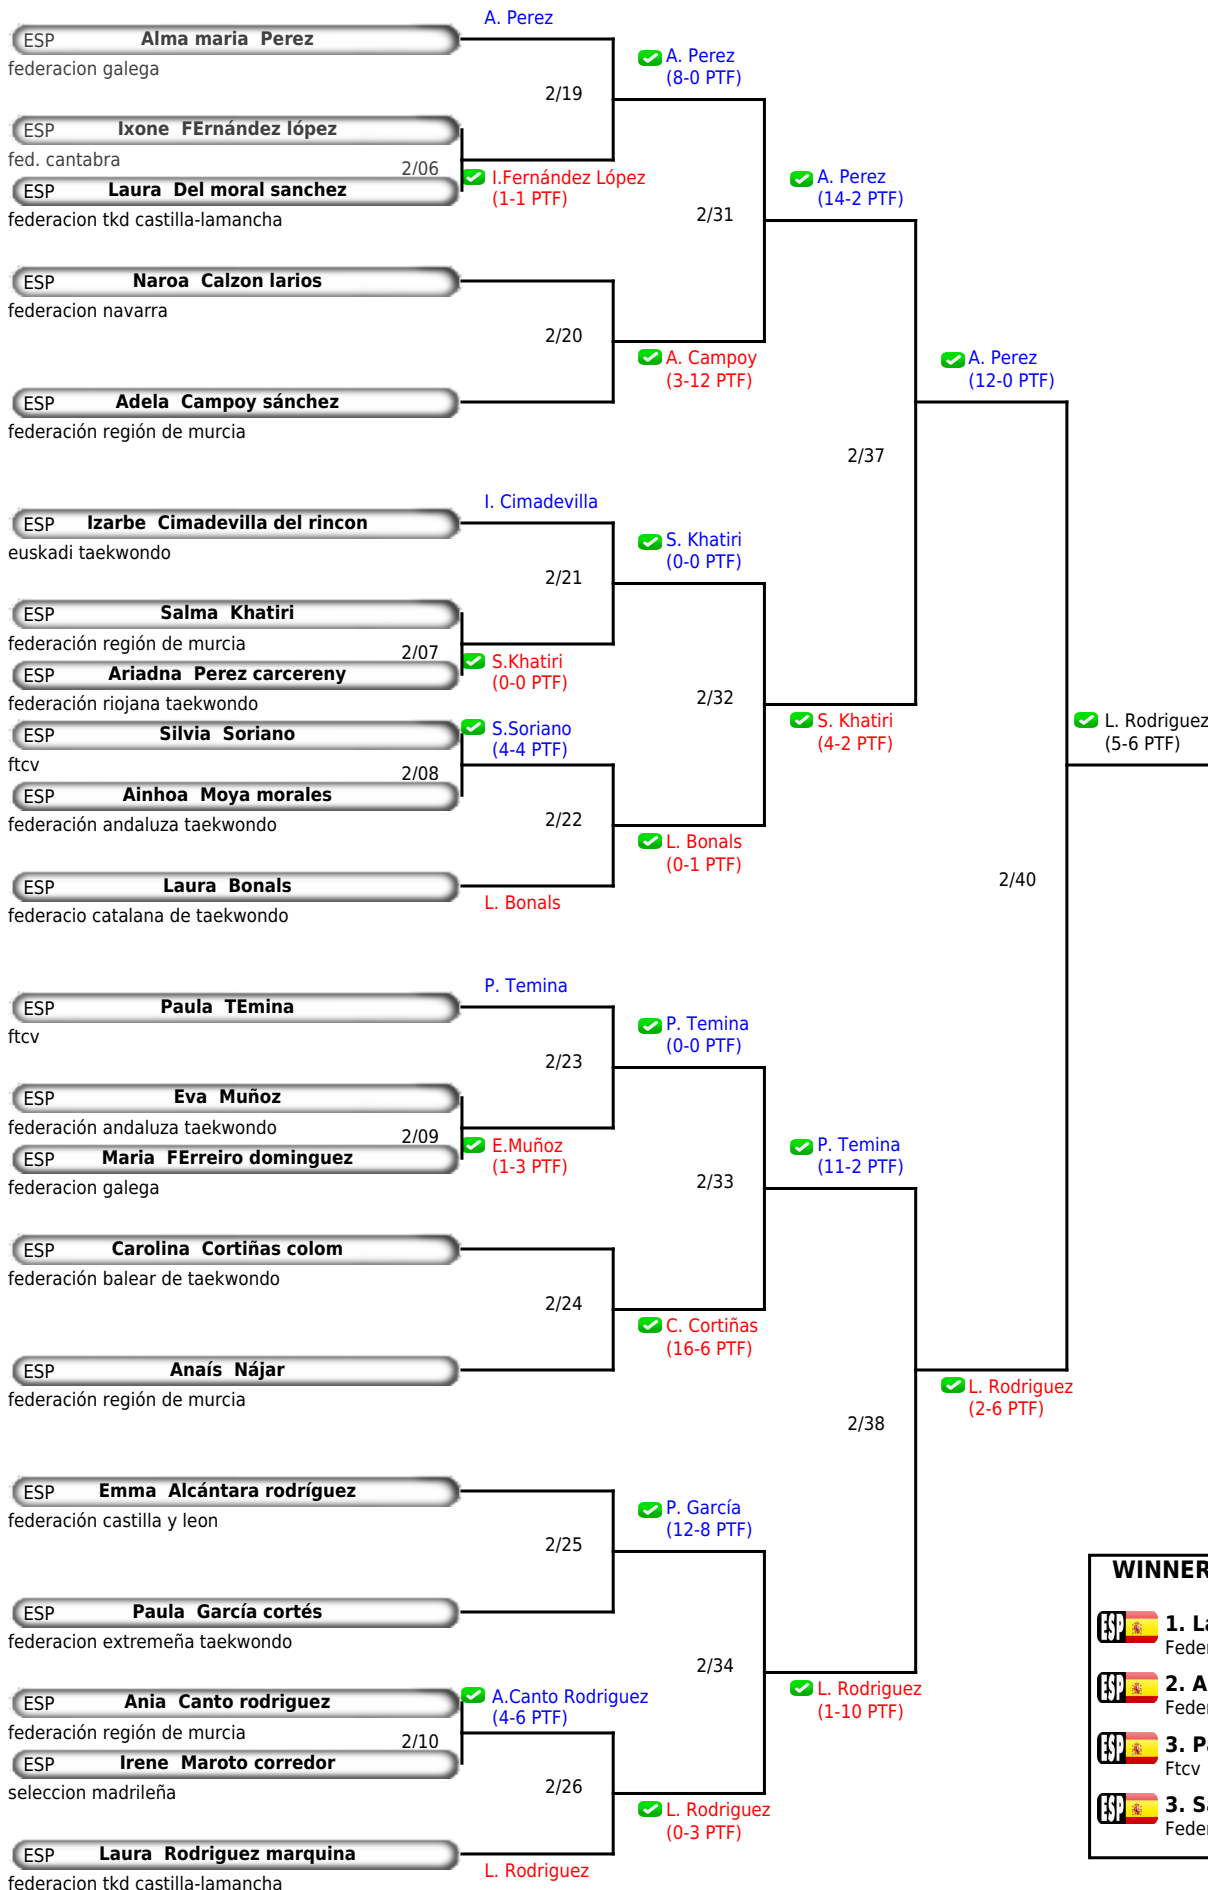 A. Perez
ESP Alma maria Perez
federacion galega
A. Perez
(8-0 PTF)
2/19
ESP Ixone FErnández lópez
fed. cantabra
2/06
I.Fernández López
(1-1 PTF)
ESP Laura Del moral sanchez
federacion tkd castilla-lamancha
A. Perez
(14-2 PTF)
2/31
ESP Naroa Calzon larios
federacion navarra
2/20
A. Campoy
(3-12 PTF)
ESP Adela Campoy sánchez
federación región de murcia
A. Perez
(12-0 PTF)
2/37
I. Cimadevilla
ESP Izarbe Cimadevilla del rincon
euskadi taekwondo
S. Khatiri
(0-0 PTF)
2/21
ESP Salma Khatiri
federación región de murcia
2/07
S.Khatiri
(0-0 PTF)
ESP Ariadna Perez carcereny
federación riojana taekwondo
2/32
S. Khatiri
(4-2 PTF)
L. Rodriguez
(5-6 PTF)
ESP Silvia Soriano
ftcv
S.Soriano
(4-4 PTF)
2/08
ESP Ainhoa Moya morales
federación andaluza taekwondo
2/22
L. Bonals
(0-1 PTF)
ESP Laura Bonals
federacio catalana de taekwondo
L. Bonals
2/40
P. Temina
ESP Paula TEmina
ftcv
P. Temina
(0-0 PTF)
2/23
ESP Eva Muñoz
federación andaluza taekwondo
2/09
E.Muñoz
(1-3 PTF)
ESP Maria FErreiro dominguez
federacion galega
P. Temina
(11-2 PTF)
2/33
ESP Carolina Cortiñas colom
federación balear de taekwondo
2/24
C. Cortiñas
(16-6 PTF)
ESP Anaís Nájar
federación región de murcia
L. Rodriguez
(2-6 PTF)
2/38
ESP Emma Alcántara rodríguez
federación castilla y leon
P. García
(12-8 PTF)
2/25
ESP Paula García cortés
federacion extremeña taekwondo
2/34
L. Rodriguez
(1-10 PTF)
ESP Ania Canto rodriguez
federación región de murcia
A.Canto Rodriguez
(4-6 PTF)
2/10
ESP Irene Maroto corredor
seleccion madrileña
2/26
L. Rodriguez
(0-3 PTF)
ESP Laura Rodriguez marquina
federacion tkd castilla-lamancha
L. Rodriguez
WINNER
ESP 1. La
Feder
ESP 2. A
Feder
ESP 3. Pa
Ftcv
ESP 3. Sa
Feder